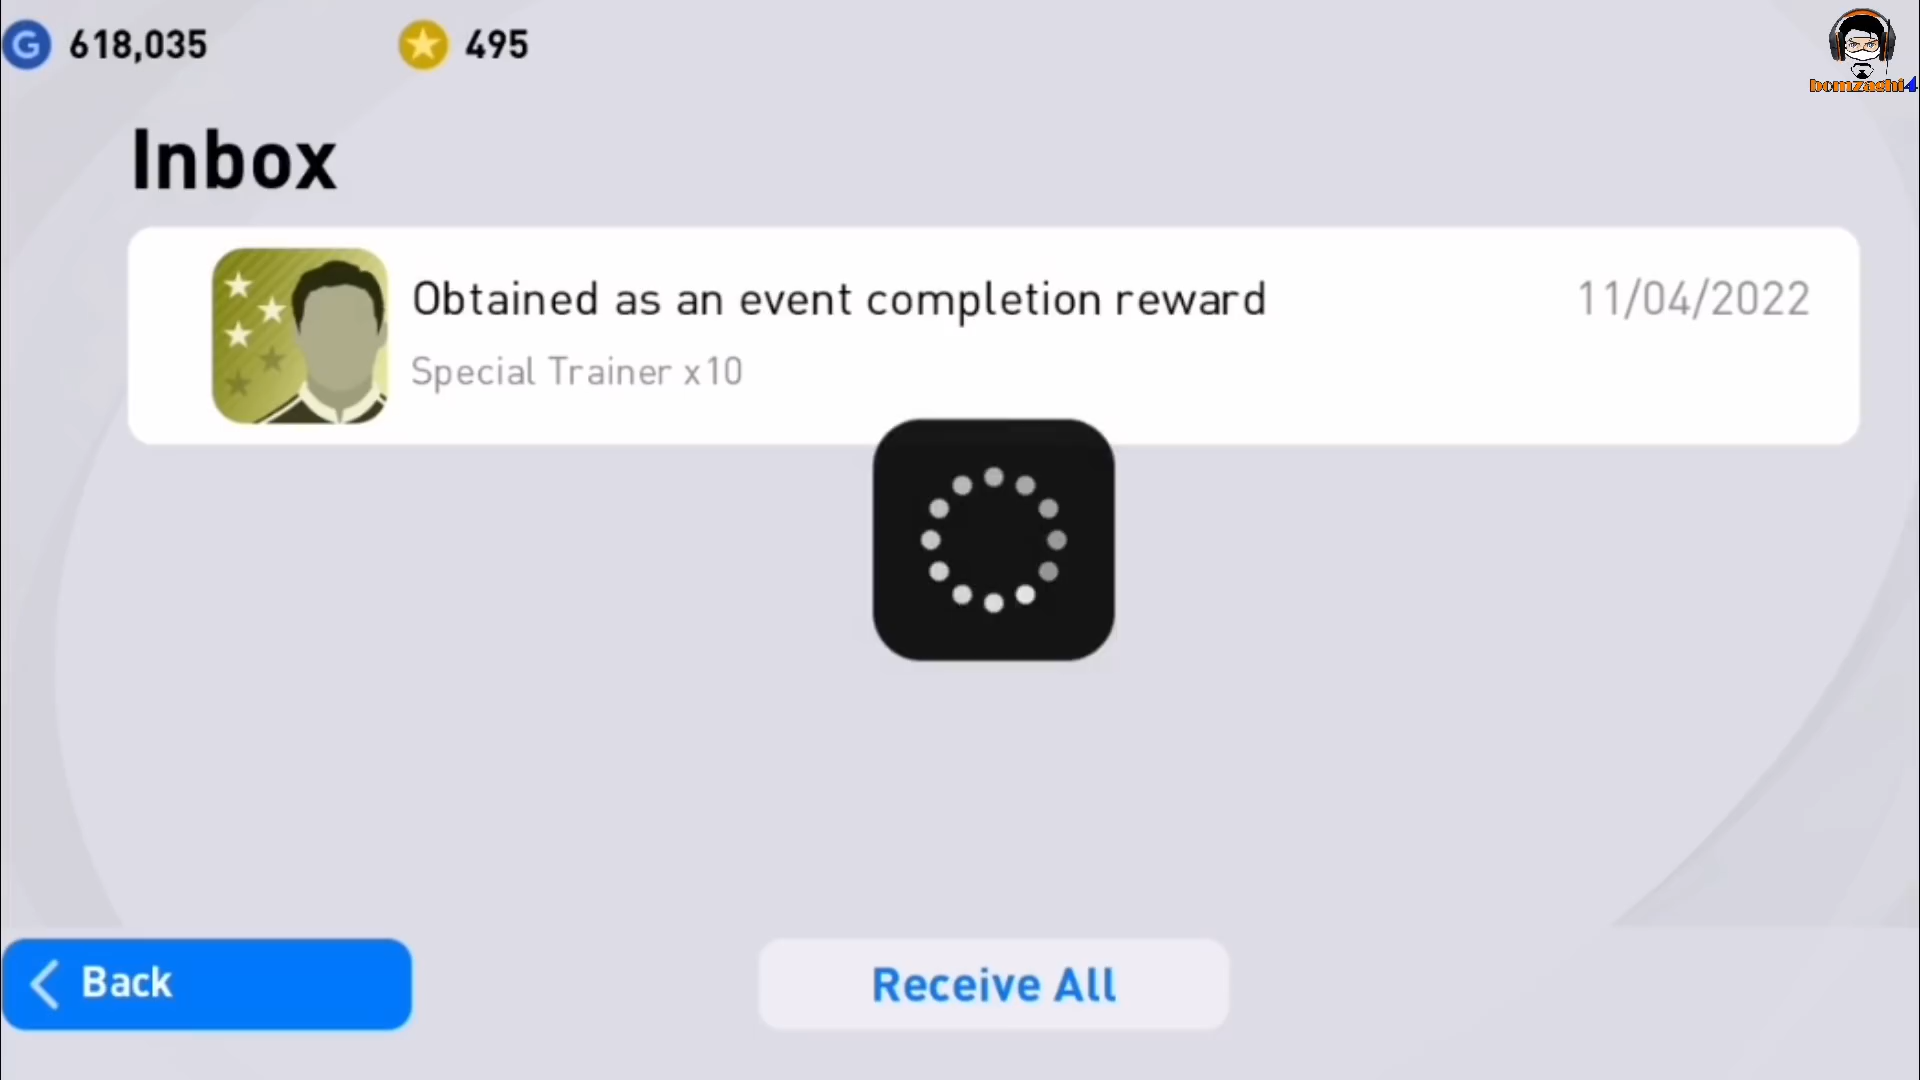 G 618,035 495
bomzaghi4
Inbox
Obtained as an event completion reward 11/04/2022
Special Trainer x10
Back
Receive All